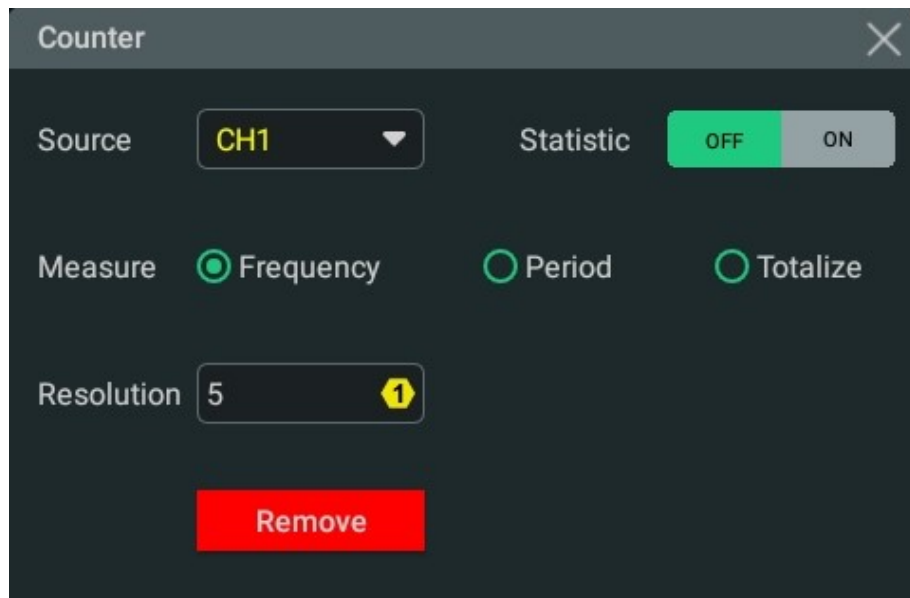 Counter
Source CH1 Statistic OFF ON
Measure Frequency Period Totalize
Resolution 5 1
Remove